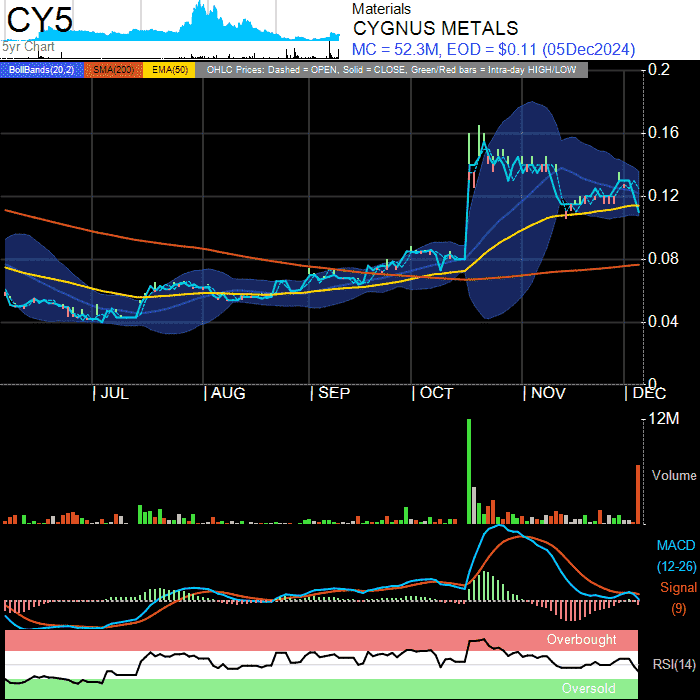 CY5
5yr Chart
Materials
CYGNUS METALS
MC = 52.3M, EOD = $0.11 (05Dec2024)
BollBands(20,2) SMA(200) EMA(50) OHLC Prices: Dashed = OPEN, Solid = CLOSE, Green/Red bars = Intra-day HIGH/LOW
0.2
0.16
0.12
0.08
0.04
0
JUL AUG SEP OCT NOV DEC
12M
Volume
MACD
(12-26)
Signal
(9)
Overbought
RSI(14)
Oversold